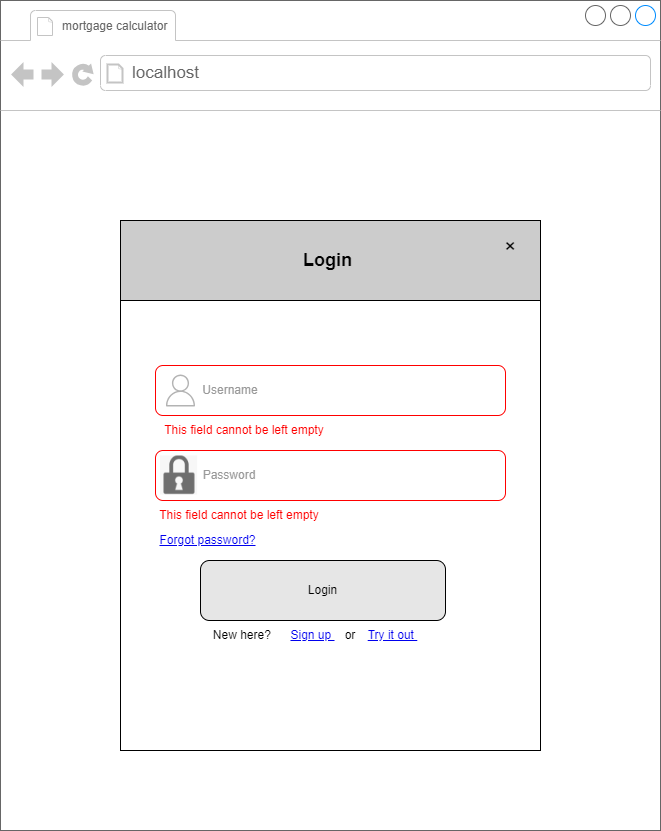 mortgage calculator
localhost
Login
×
Username
This field cannot be left empty
Password
This field cannot be left empty
Forgot password?
Login
New here? Sign up or Try it out